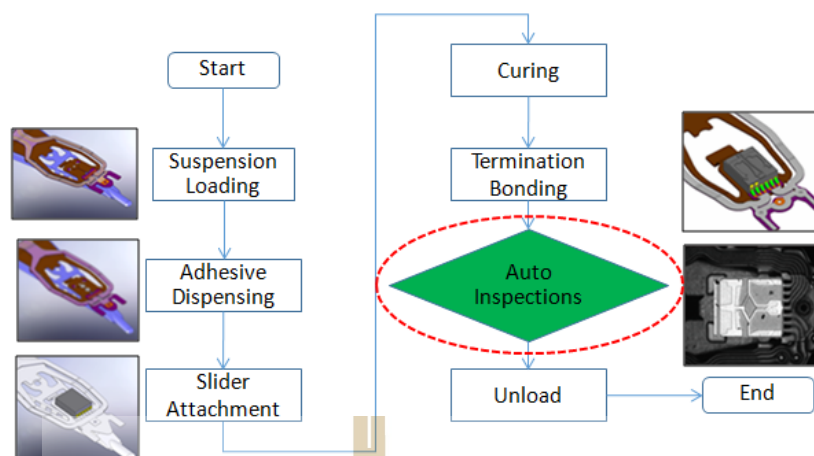 Start
Suspension
Loading
Adhesive
Dispensing
Slider
Attachment
Curing
Termination
Bonding
Auto
Inspections
Unload
End